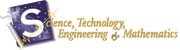 Science, Technology,
Engineering & Mathematics